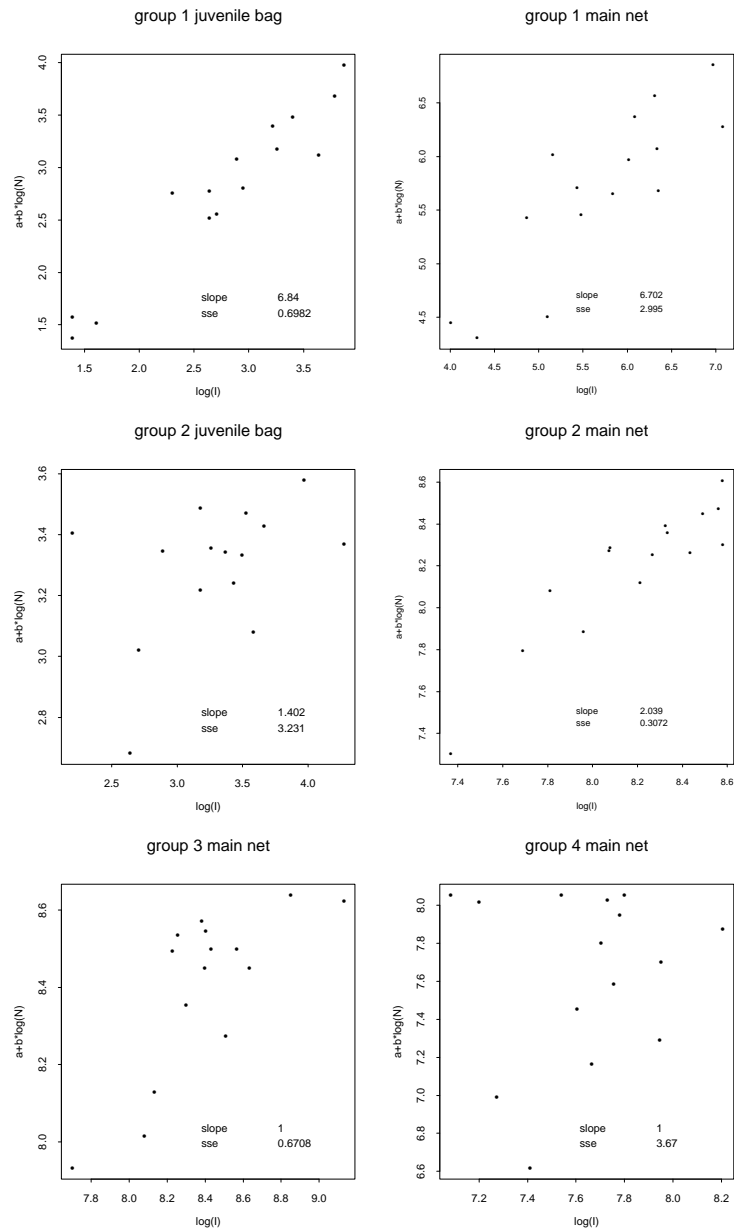 group 1 juvenile bag
a+b*log(N)
4.0
3.5
3.0
2.5
2.0
1.5
slope 6.84
sse 0.6982
1.5 2.0 2.5 3.0 3.5
log(I)
group 1 main net
a+b*log(N)
6.5
6.0
5.5
5.0
4.5
slope 6.702
sse 2.995
4.0 4.5 5.0 5.5 6.0 6.5 7.0
log(I)
group 2 juvenile bag
a+b*log(N)
3.6
3.4
3.2
3.0
2.8
slope 1.402
sse 3.231
2.5 3.0 3.5 4.0
log(I)
group 2 main net
a+b*log(N)
8.6
8.4
8.2
8.0
7.8
7.6
7.4
slope 2.039
sse 0.3072
7.4 7.6 7.8 8.0 8.2 8.4 8.6
log(I)
group 3 main net
a+b*log(N)
8.6
8.4
8.2
8.0
slope 1
sse 0.6708
7.8 8.0 8.2 8.4 8.6 8.8 9.0
log(I)
group 4 main net
a+b*log(N)
8.0
7.8
7.6
7.4
7.2
7.0
6.8
6.6
slope 1
sse 3.67
7.2 7.4 7.6 7.8 8.0 8.2
log(I)